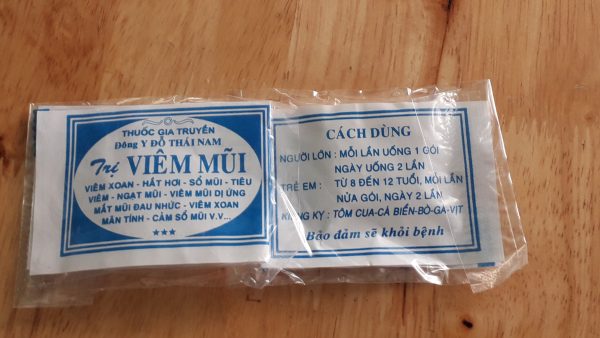 THUỐC GIA TRUYỀN
Đông Y ĐỖ THÁI NAM
Trị VIÊM MŨI
VIÊM XOAN - HẮT HƠI - SỔ MŨI - TIÊU
VIÊM - NGẠT MŨI - VIÊM MŨI DỊ ỨNG
MẮT MŨI ĐAU NHỨC - VIÊM XOAN
MÃN TÍNH - CẢM SỔ MŨI V.V...
★★★
CÁCH DÙNG
NGƯỜI LỚN : MỖI LẦN UỐNG 1 GÓI
NGÀY UỐNG 2 LẦN
TRẺ EM : TỪ 8 ĐẾN 12 TUỔI, MỖI LẦN
NỬA GÓI, NGÀY 2 LẦN
KIÊNG KỴ : TÔM CUA-CÁ BIỂN-BÒ-GÀ-VỊT
Bảo đảm sẽ khỏi bệnh